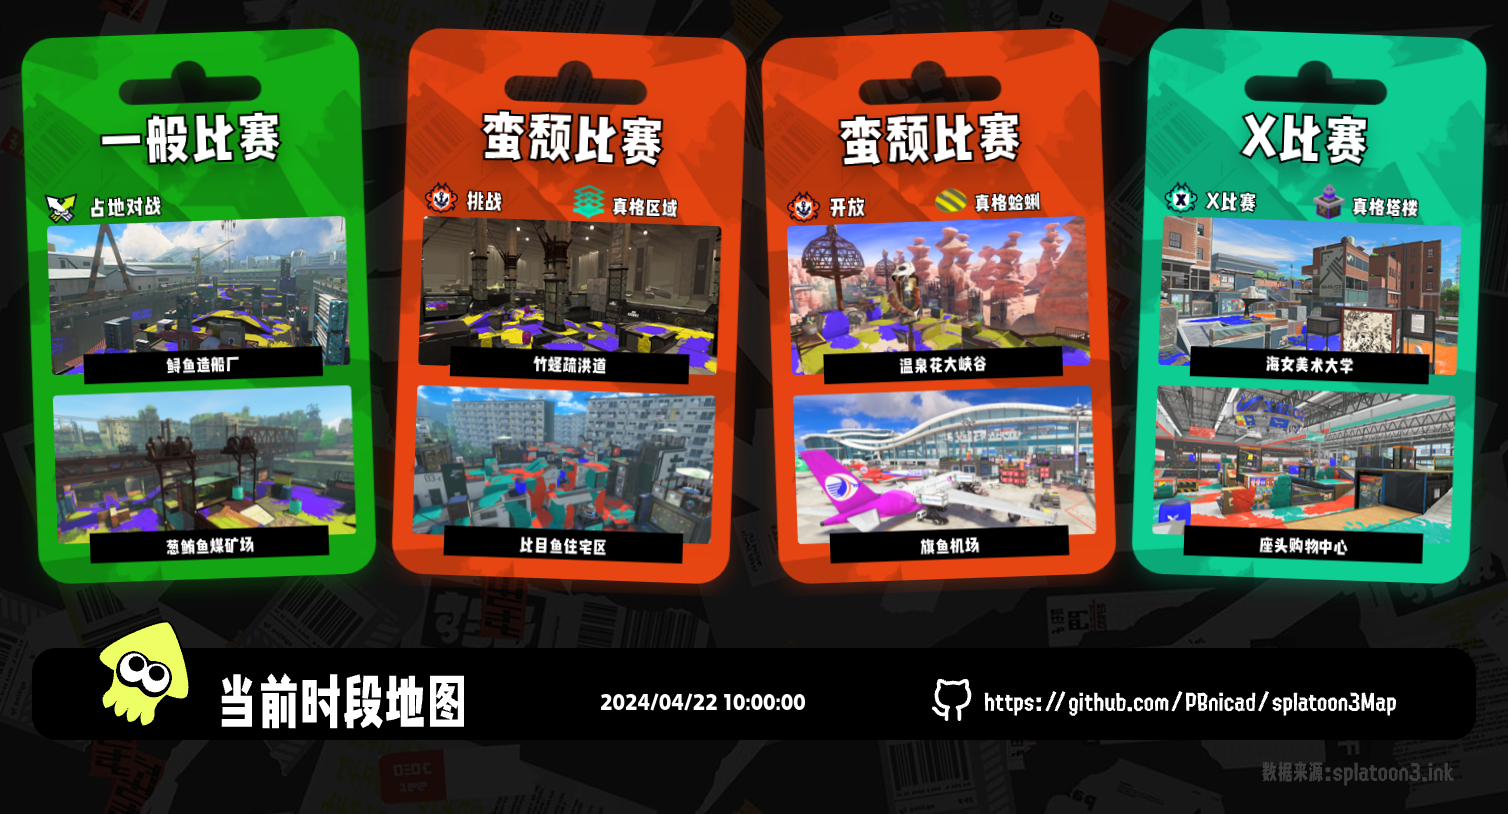 一般比赛
占地对战
鲟鱼造船厂
葱鲔鱼煤矿场
蛮颓比赛
挑战
真格区域
竹蛏疏洪道
比目鱼住宅区
蛮颓比赛
开放
真格蛤蜊
温泉花大峡谷
旗鱼机场
X比赛
X比赛
真格塔楼
海女美术大学
座头购物中心
当前时段地图
2024/04/22 10:00:00
https://github.com/PBnicad/splatoon3Map
数据来源:splatoon3.ink